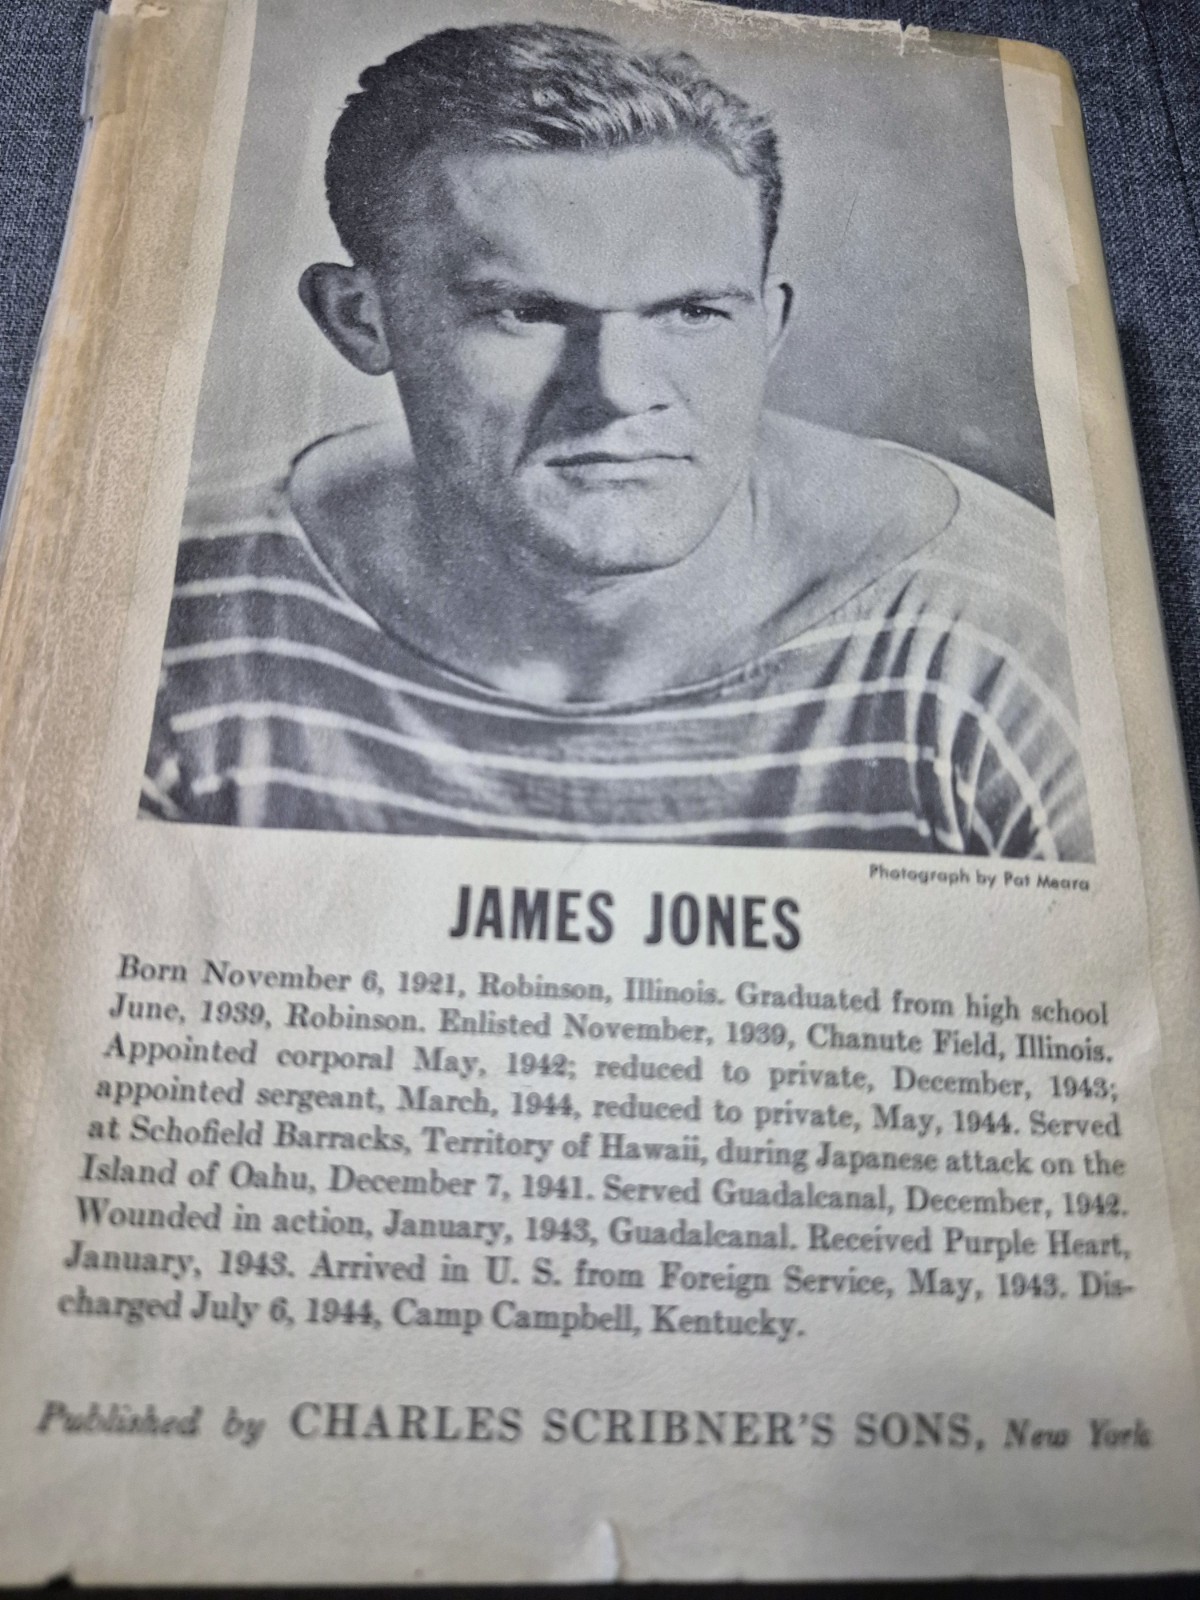 Photograph by Pat Meara
JAMES JONES
Born November 6, 1921, Robinson, Illinois. Graduated from high school
June, 1939, Robinson. Enlisted November, 1939, Chanute Field, Illinois.
Appointed corporal May, 1942; reduced to private, December, 1943;
appointed sergeant, March, 1944, reduced to private, May, 1944. Served
at Schofield Barracks, Territory of Hawaii, during Japanese attack on the
Island of Oahu, December 7, 1941. Served Guadalcanal, December, 1942.
Wounded in action, January, 1943, Guadalcanal. Received Purple Heart,
January, 1943. Arrived in U. S. from Foreign Service, May, 1943. Dis-
charged July 6, 1944, Camp Campbell, Kentucky.
Published by CHARLES SCRIBNER'S SONS, New York